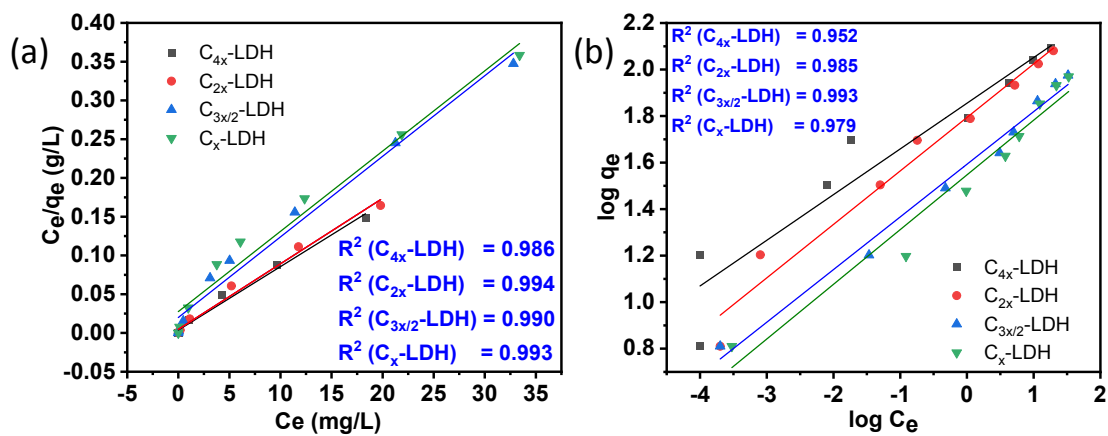 (a)
C4x-LDH
C2x-LDH
C3x/2-LDH
Cx-LDH
R2 (C4x-LDH) = 0.986
R2 (C2x-LDH) = 0.994
R2 (C3x/2-LDH) = 0.990
R2 (Cx-LDH) = 0.993
Ce/qe (g/L)
0.40
0.35
0.30
0.25
0.20
0.15
0.10
0.05
0.00
-0.05
-5 0 5 10 15 20 25 30 35
Ce (mg/L)
(b)
R2 (C4x-LDH) = 0.952
R2 (C2x-LDH) = 0.985
R2 (C3x/2-LDH) = 0.993
R2 (Cx-LDH) = 0.979
C4x-LDH
C2x-LDH
C3x/2-LDH
Cx-LDH
log qe
2.2
2.0
1.8
1.6
1.4
1.2
1.0
0.8
-4 -3 -2 -1 0 1 2
log Ce